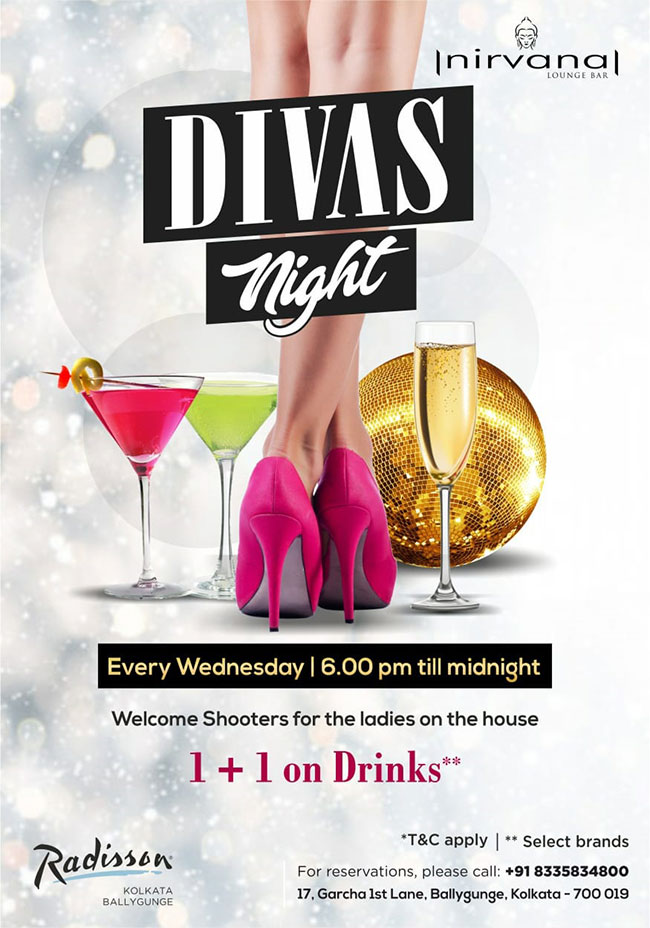 |nirvana|
LOUNGE BAR
DIVAS
Night
Every Wednesday | 6.00 pm till midnight
Welcome Shooters for the ladies on the house
1 + 1 on Drinks**
*T&C apply | ** Select brands
Radisson
KOLKATA
BALLYGUNGE
For reservations, please call: +91 8335834800
17, Garcha 1st Lane, Ballygunge, Kolkata - 700 019